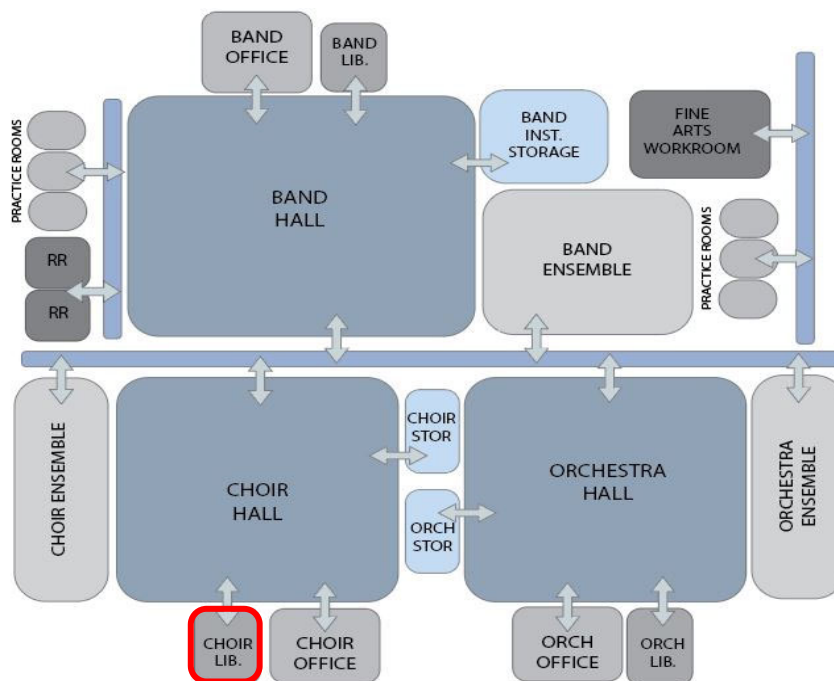 BAND
OFFICE
BAND
LIB.
BAND
INST.
STORAGE
FINE
ARTS
WORKROOM
PRACTICE ROOMS
BAND
HALL
BAND
ENSEMBLE
PRACTICE ROOMS
RR
RR
CHOIR ENSEMBLE
CHOIR
HALL
CHOIR
STOR
ORCH
STOR
ORCHESTRA
HALL
ORCHESTRA
ENSEMBLE
CHOIR
LIB.
CHOIR
OFFICE
ORCH
OFFICE
ORCH
LIB.